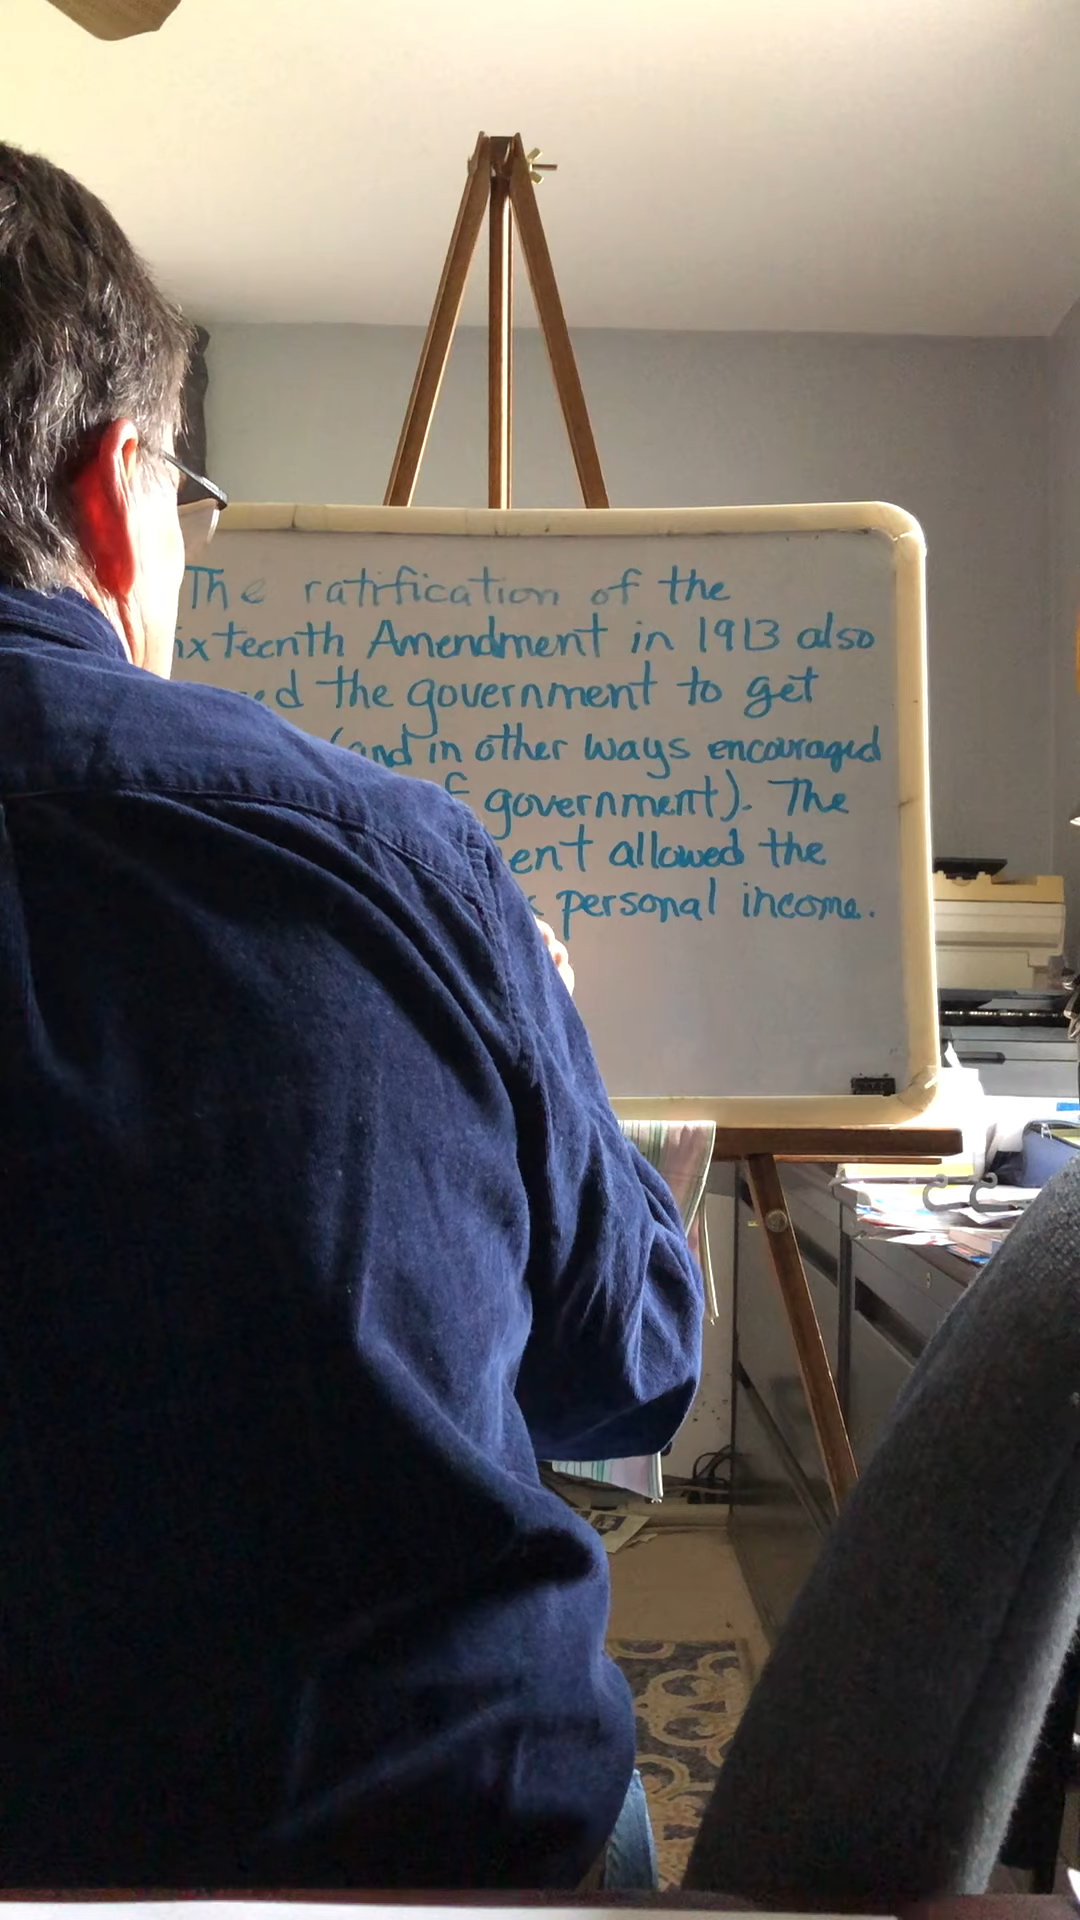 The ratification of the
ixteenth Amendment in 1913 also
ed the government to get
(and in other ways encouraged
government). The
ent allowed the
personal income.